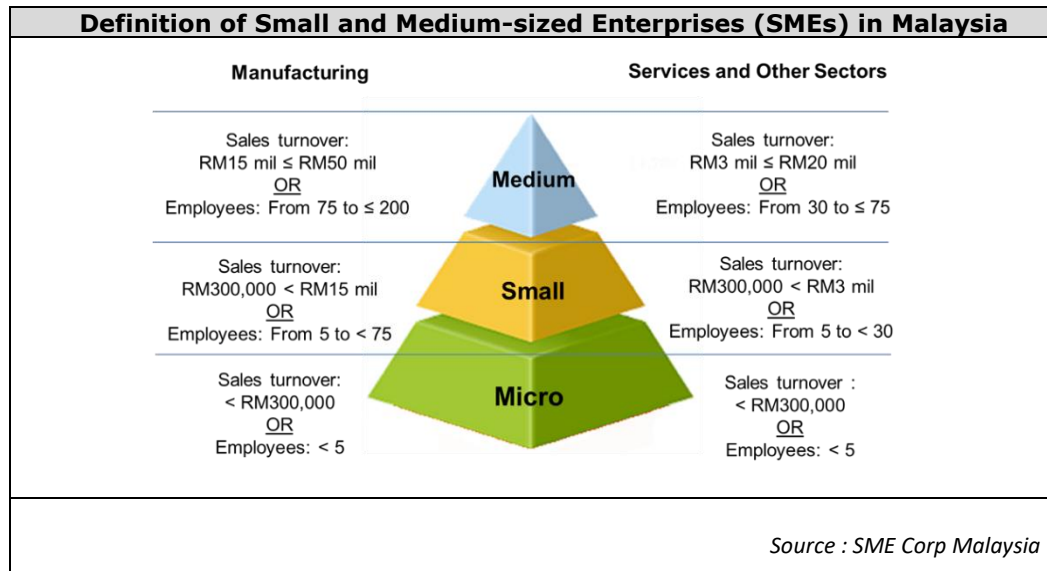 Definition of Small and Medium-sized Enterprises (SMEs) in Malaysia
Manufacturing
Services and Other Sectors
Sales turnover:
RM15 mil ≤ RM50 mil
OR
Employees: From 75 to ≤ 200
Medium
Sales turnover:
RM3 mil ≤ RM20 mil
OR
Employees: From 30 to ≤ 75
Sales turnover:
RM300,000 < RM15 mil
OR
Employees: From 5 to < 75
Small
Sales turnover:
RM300,000 < RM3 mil
OR
Employees: From 5 to < 30
Sales turnover:
< RM300,000
OR
Employees: < 5
Micro
Sales turnover :
< RM300,000
OR
Employees: < 5
Source : SME Corp Malaysia